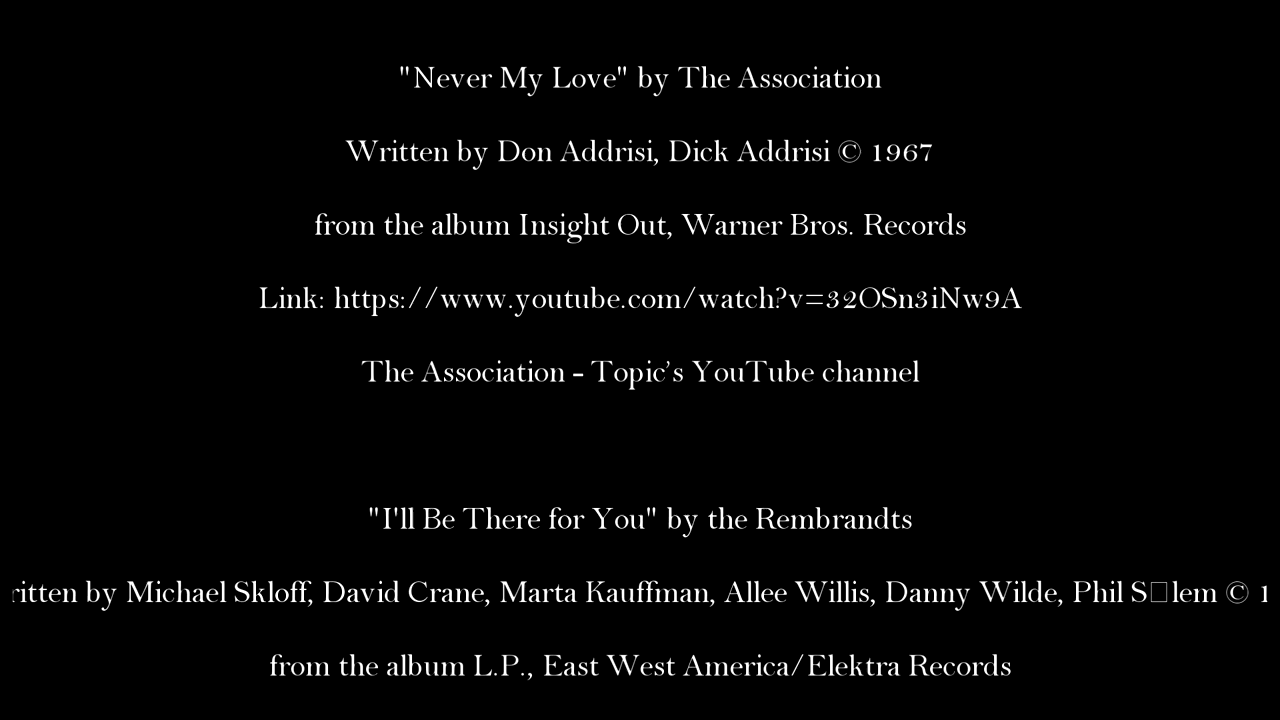 "Never My Love" by The Association
Written by Don Addrisi, Dick Addrisi © 1967
from the album Insight Out, Warner Bros. Records
Link: https://www.youtube.com/watch?v=32OSn3iNw9A
The Association - Topic’s YouTube channel
"I'll Be There for You" by the Rembrandts
ritten by Michael Skloff, David Crane, Marta Kauffman, Allee Willis, Danny Wilde, Phil S□lem © 1
from the album L.P., East West America/Elektra Records